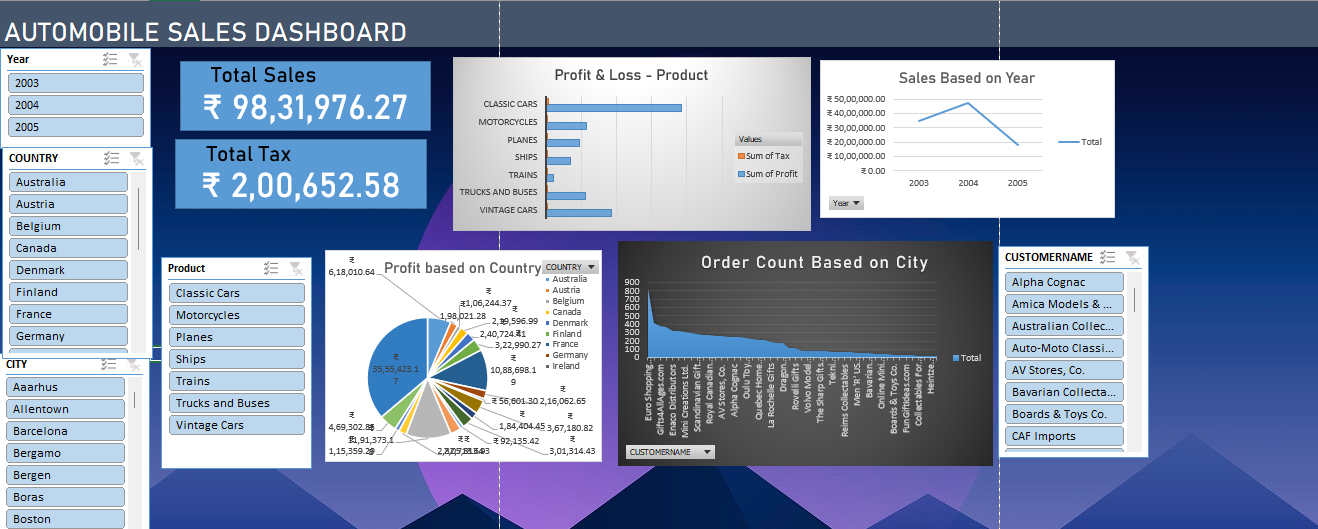 AUTOMOBILE SALES DASHBOARD
Year
2003
2004
2005
COUNTRY
Australia
Austria
Belgium
Canada
Denmark
Finland
France
Germany
CITY
Aaarhus
Allentown
Barcelona
Bergamo
Bergen
Boras
Boston
Total Sales
₹ 98,31,976.27
Total Tax
₹ 2,00,652.58
Product
Classic Cars
Motorcycles
Planes
Ships
Trains
Trucks and Buses
Vintage Cars
Profit & Loss - Product
CLASSIC CARS
MOTORCYCLES
PLANES
SHIPS
TRAINS
TRUCKS AND BUSES
VINTAGE CARS
Values
Sum of Tax
Sum of Profit
Sales Based on Year
₹ 50,00,000.00
₹ 40,00,000.00
₹ 30,00,000.00
₹ 20,00,000.00
₹ 10,00,000.00
₹ 0.00
2003 2004 2005
Total
Year
Profit based on Country
COUNTRY
Australia
Austria
Belgium
Canada
Denmark
Finland
France
Germany
Ireland
₹
6,18,010.64
₹
1,06,244.37
₹
1,98,021.28
₹
2,19,596.99
₹
2,40,724.41
₹
3,22,990.27
₹
10,88,698.1
9
₹ 56,601.30
₹
2,16,062.65
₹
1,84,404.45
₹
3,67,180.82
₹ 92,135.42
₹
3,01,314.43
₹
1,15,359.29
₹
4,69,302.88
₹
35,55,423.1
7
Order Count Based on City
900
800
700
600
500
400
300
200
100
0
Euro Shopping.
Gifts4AllAges.com
Enaco Distributors
Mini Creations Ltd.
Scandinavian Gift.
Royal Canadian.
AV Stores, Co.
Alpha Cognac
Oulu Toy.
Quebec Home.
La Rochelle Gifts
Dragon.
Rovelli Gifts
Volvo Model.
The Sharp Gifts.
Tekni.
Reims Collectables
Men 'R' US.
Bavarian.
Online Mini.
Boards & Toys Co.
FunGiftIdeas.com
Collectables For.
Heintze.
Total
CUSTOMERNAME
CUSTOMERNAME
Alpha Cognac
Amica Models & ...
Australian Collec...
Auto-Moto Classi...
AV Stores, Co.
Bavarian Collecta...
Boards & Toys Co.
CAF Imports